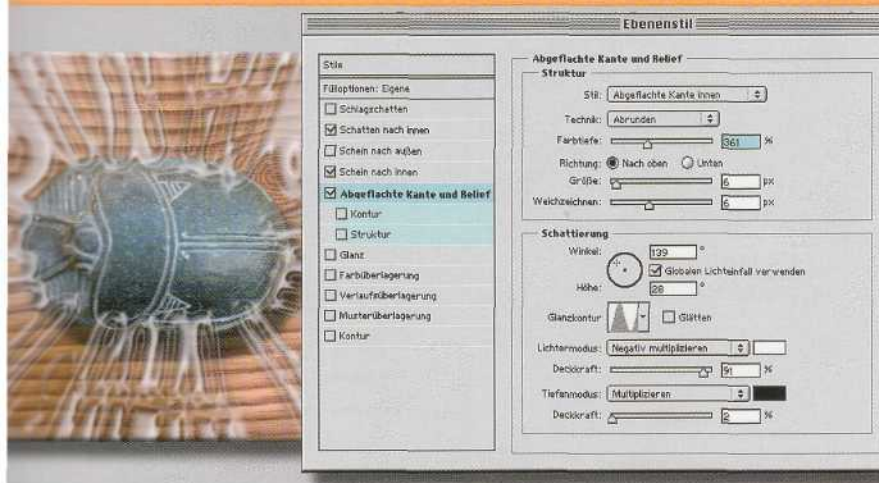 Ebenenstil
Stile
Fülloptionen: Eigene
Schlagschatten
Schatten nach innen
Schein nach außen
Schein nach innen
Abgeflachte Kante und Relief
Kontur
Struktur
Glanz
Farbüberlagerung
Verlaufsüberlagerung
Musterüberlagerung
Kontur
Abgeflachte Kante und Relief
Struktur
Stil: Abgeflachte Kante innen
Technik: Abrunden
Farbtiefe: 361 %
Richtung: Nach oben Unten
Größe: 6 px
Weichzeichnen: 6 px
Schattierung
Winkel: 139 °
Globalen Lichteinfall verwenden
Höhe: 28 °
Glanzkontur Glätten
Lichtermodus: Negativ multiplizieren
Deckkraft: 91 %
Tiefenmodus: Multiplizieren
Deckkraft: 2 %